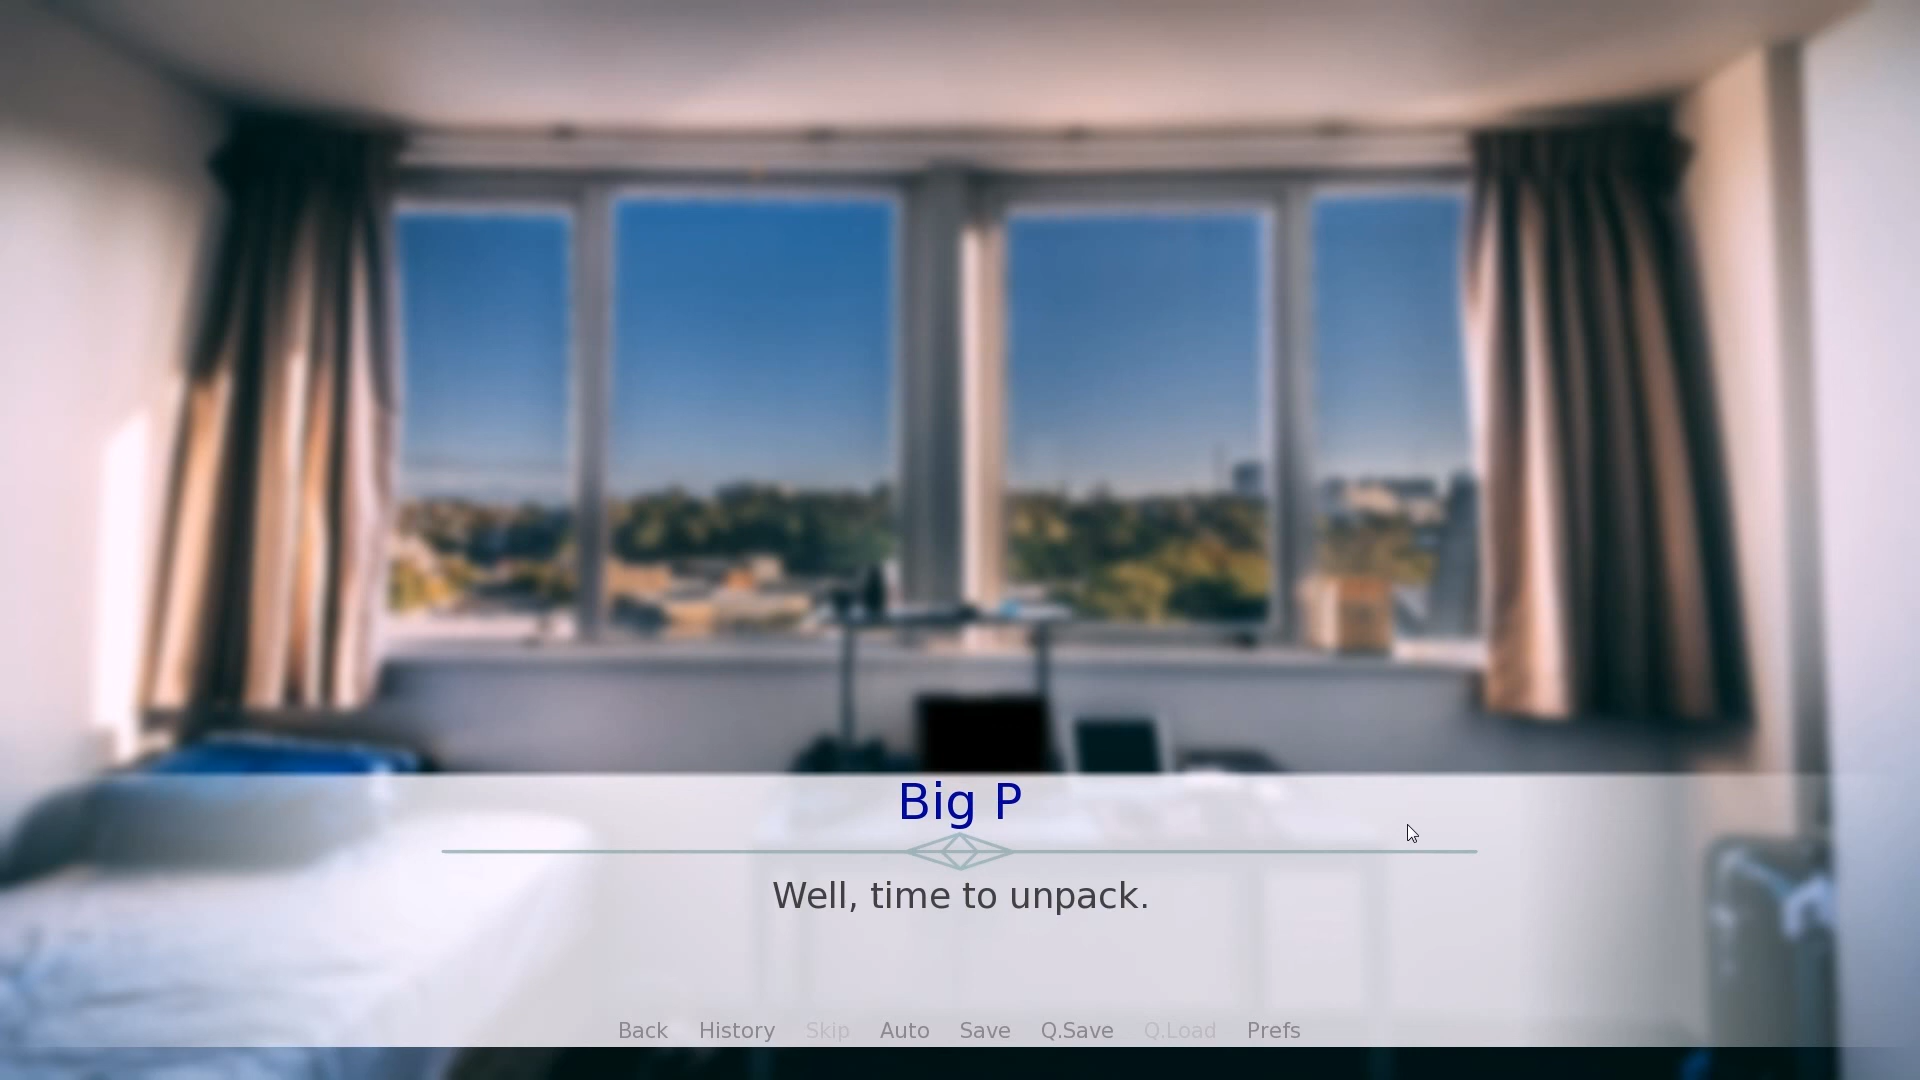 Big P
Well, time to unpack.
Back History Skip Auto Save Q.Save Q.Load Prefs